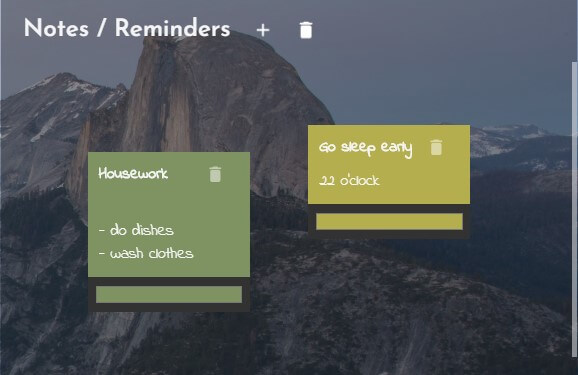 Notes / Reminders
Housework
- do dishes
- wash clothes
Go sleep early
22 o'clock